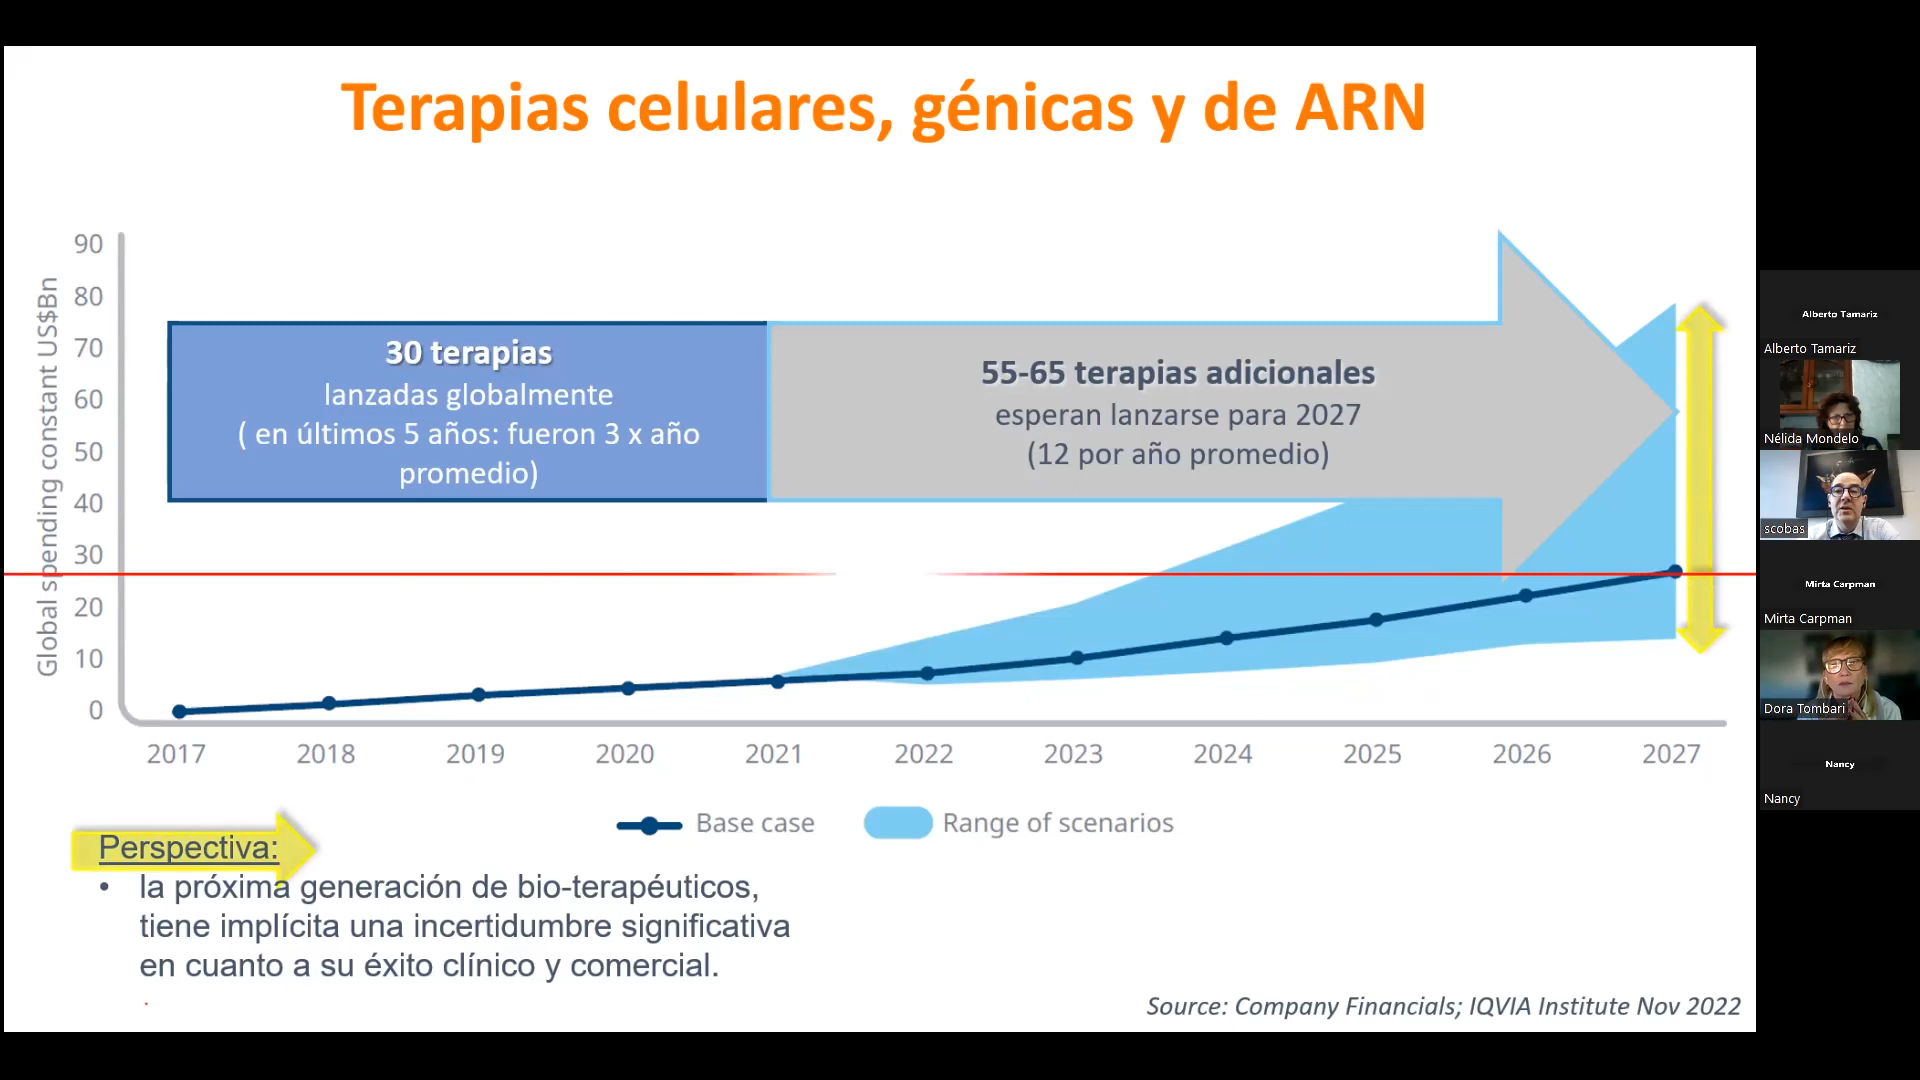 Terapias celulares, génicas y de ARN
Global spending constant US$Bn
90
80
70
60
50
40
30
20
10
0
30 terapias
lanzadas globalmente
( en últimos 5 años: fueron 3 x año
promedio)
55-65 terapias adicionales
esperan lanzarse para 2027
(12 por año promedio)
2017 2018 2019 2020 2021 2022 2023 2024 2025 2026 2027
Base case Range of scenarios
Perspectiva:
• la próxima generación de bio-terapéuticos,
tiene implícita una incertidumbre significativa
en cuanto a su éxito clínico y comercial.
Source: Company Financials; IQVIA Institute Nov 2022
Alberto Tamariz
Alberto Tamariz
Nélida Mondelo
scobas
Mirta Carpman
Mirta Carpman
Dora Tombari
Nancy
Nancy